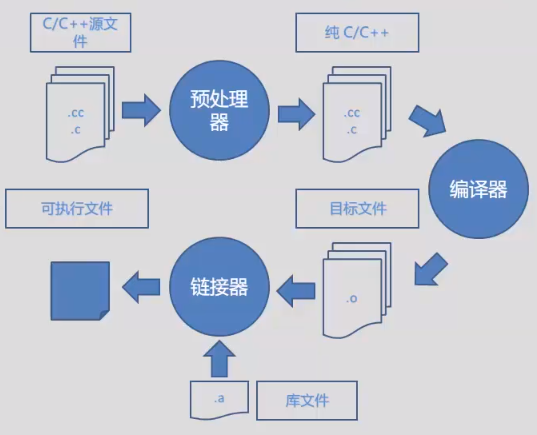 C/C++源文
件
纯 C/C++
.cc
.c
预处理
器
.cc
.c
编译器
可执行文件
目标文件
链接器
.o
.a
库文件